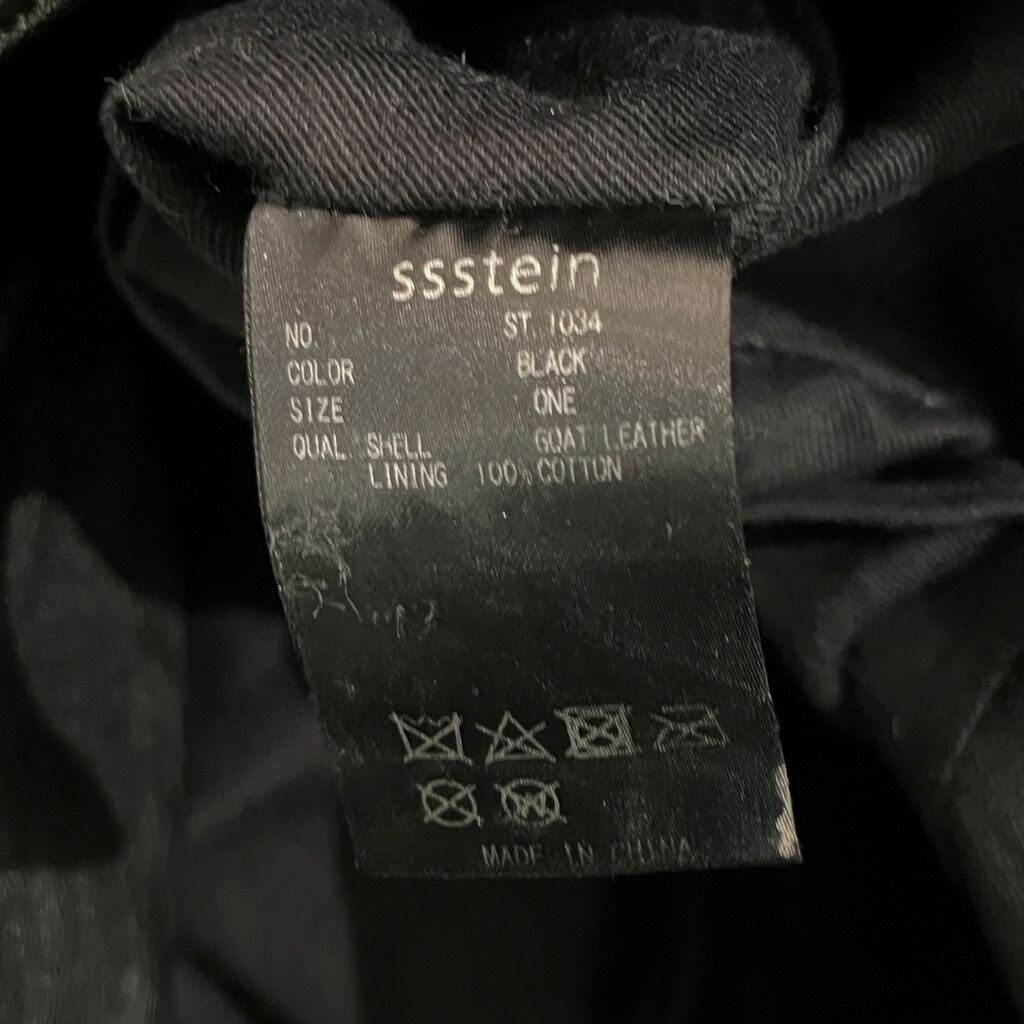 ssstein
NO. ST. 1034
COLOR BLACK
SIZE ONE
QUAL SHELL GOAT LEATHER
LINING 100% COTTON
W
MADE IN CHINA